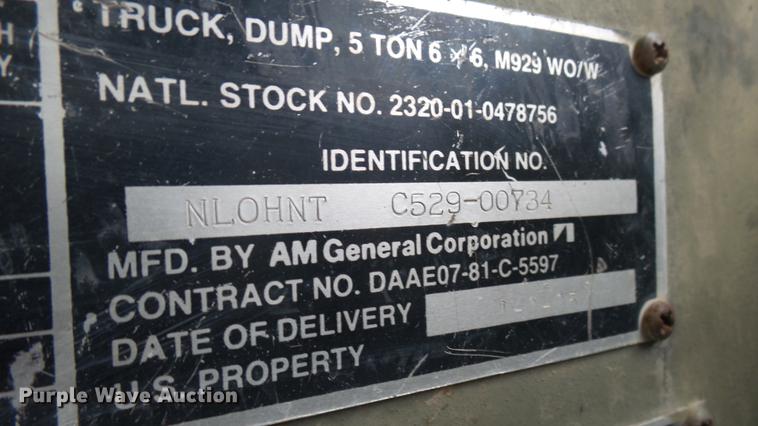 TRUCK, DUMP, 5 TON 6 x 6, M929 WO/W
NATL. STOCK NO. 2320-01-0478756
IDENTIFICATION NO.
NLOHNT C529-00734
MFD. BY AM General Corporation
CONTRACT NO. DAAE07-81-C-5597
DATE OF DELIVERY
U.S. PROPERTY
H
Y.
Purple Wave Auction